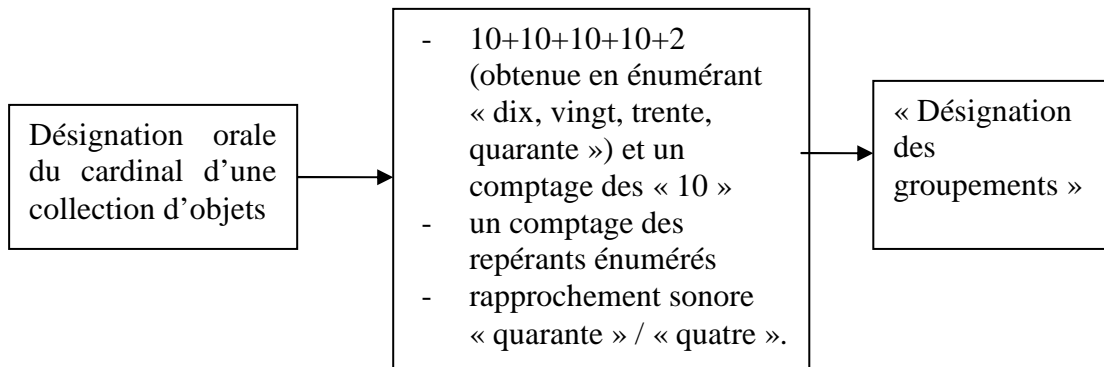 Désignation orale
du cardinal d’une
collection d’objets
- 10+10+10+10+2
(obtenue en énumérant
« dix, vingt, trente,
quarante ») et un
comptage des « 10 »
- un comptage des
repérants énumérés
- rapprochement sonore
« quarante » / « quatre ».
« Désignation
des
groupements »